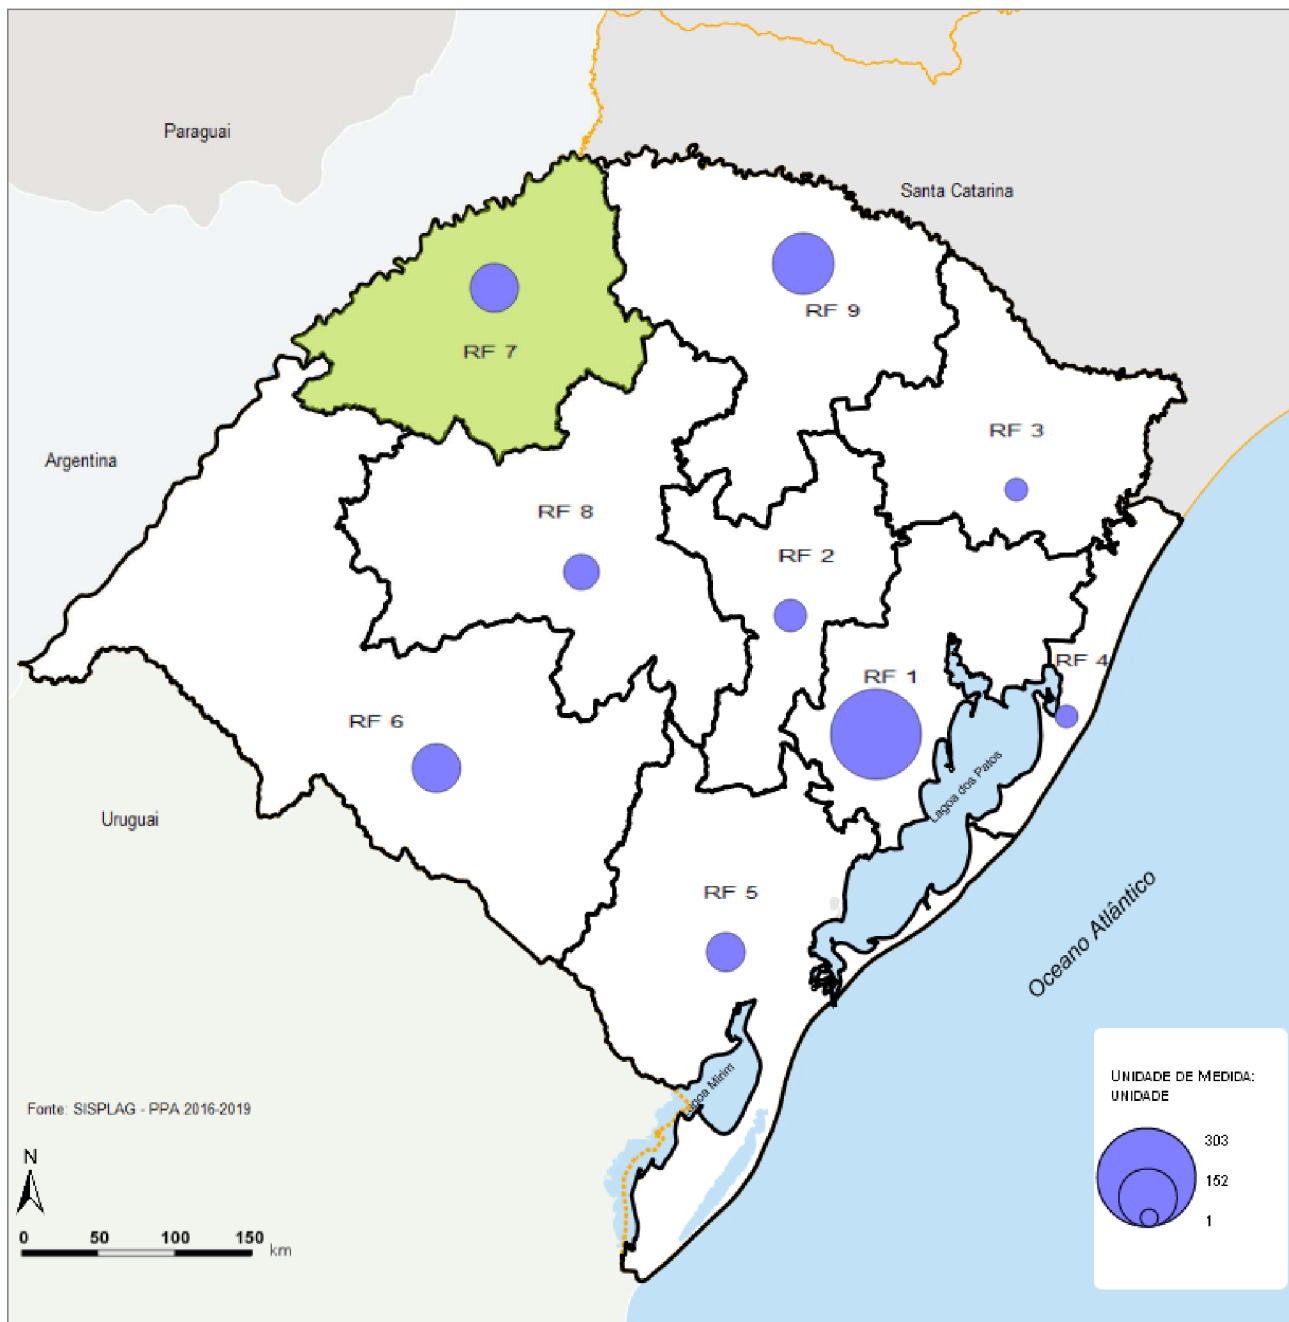 Paraguai
Santa Catarina
RF 9
RF 7
RF 3
Argentina
RF 8
RF 2
RF 4
RF 1
RF 6
Lagoa dos Patos
Uruguai
RF 5
Oceano Atlântico
Lagoa Mirim
UNIDADE DE MEDIDA:
UNIDADE
303
152
1
Fonte: SISPLAG - PPA 2016-2019
N
0 50 100 150 km